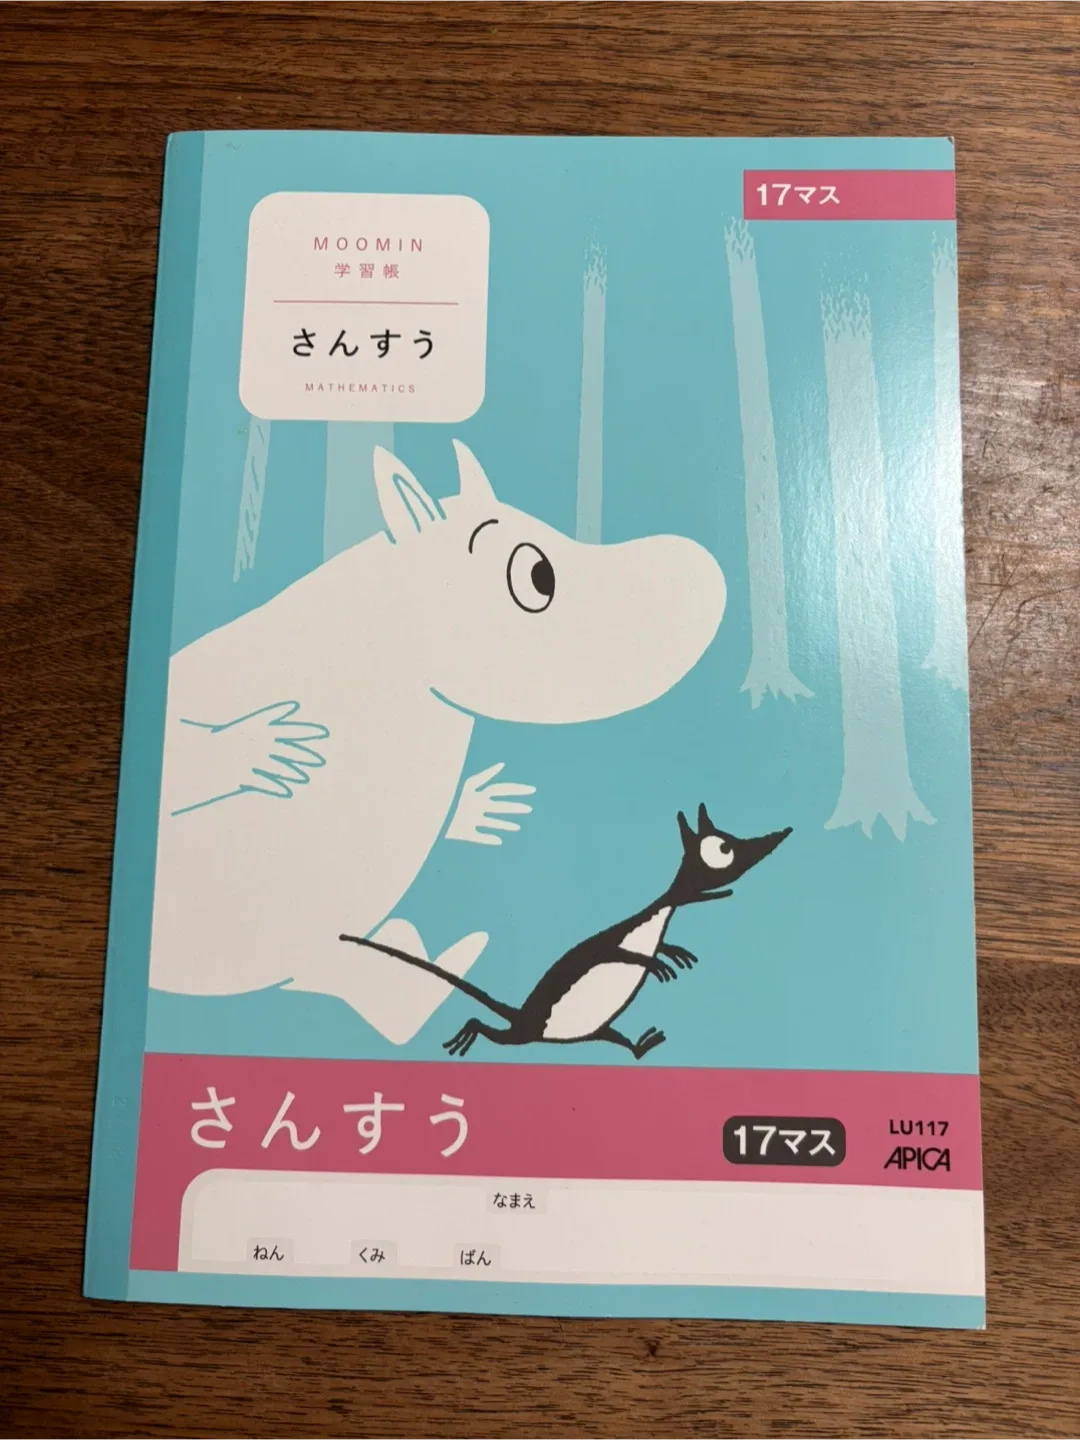 17マス
MOOMIN
学習帳
さんすう
MATHEMATICS
さんすう
17マス
LU117
APICA
なまえ
ねん
くみ
ばん